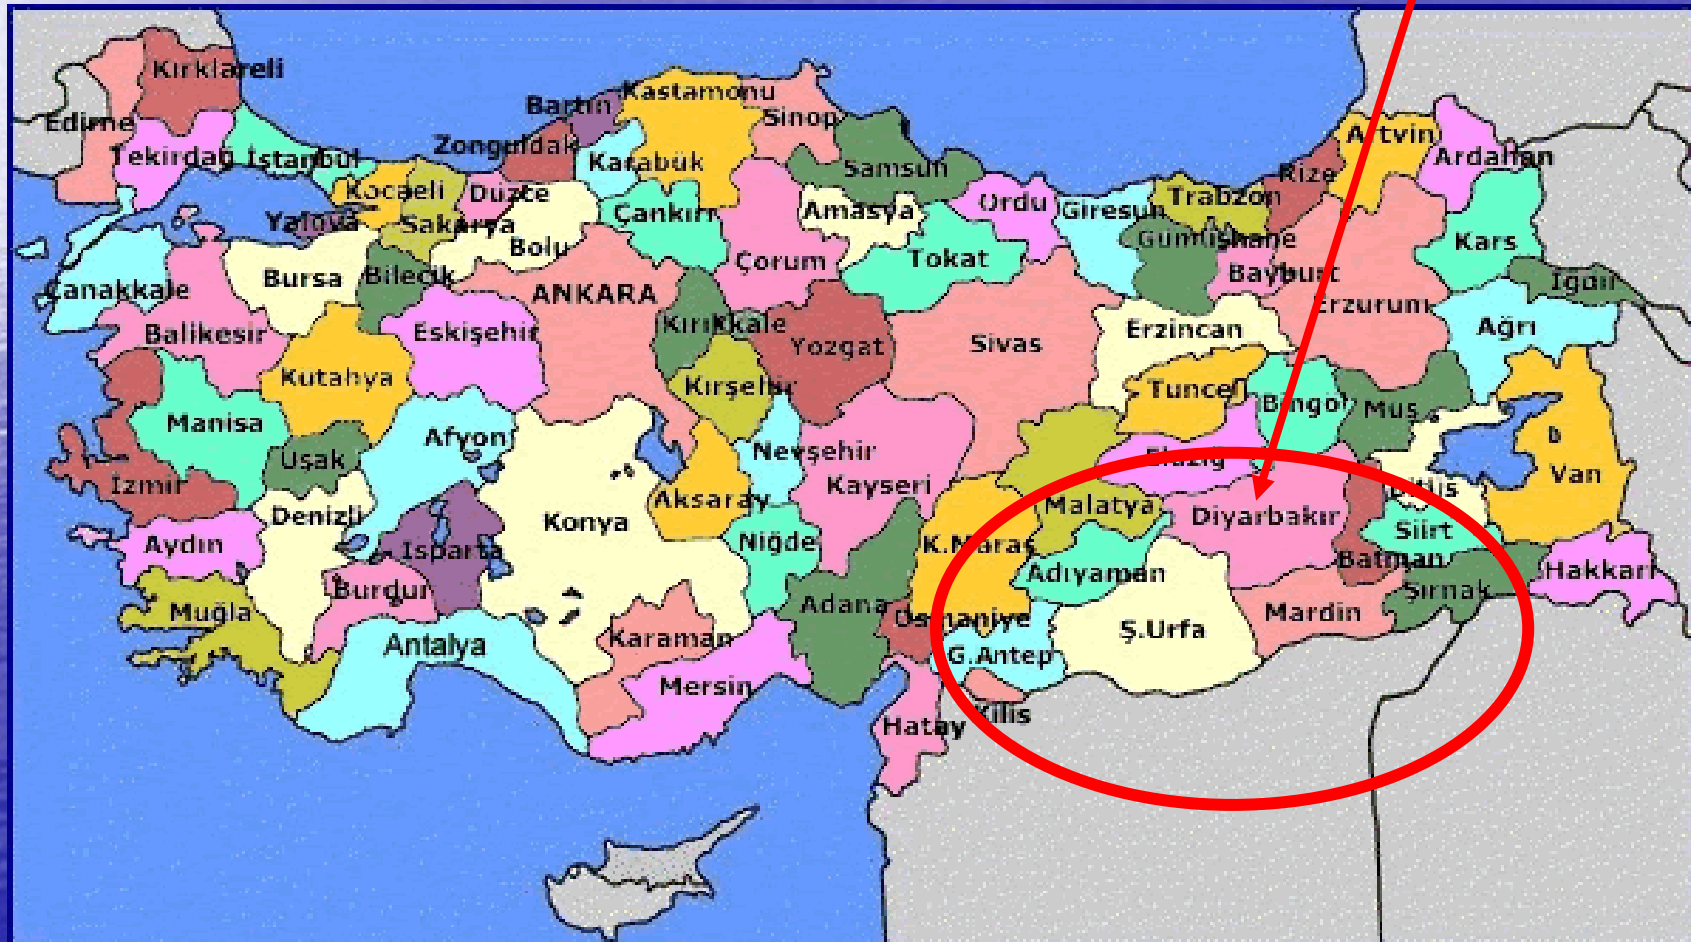 Kırklareli
Edirne
Tekirdağ
İstanbul
Kocaeli
Yalova
Sakarya
Düzce
Zonguldak
Bartın
Karabük
Kastamonu
Sinop
Samsun
Çankırı
Amasya
Ordu
Giresun
Trabzon
Rize
Artvin
Ardahan
Kars
Iğdır
Gümüşhane
Bayburt
Erzurum
Ağrı
Tokat
Çorum
Bolu
Bilecik
Bursa
Çanakkale
Balikesir
Kutahya
Eskişehir
ANKARA
Kırıkkale
Yozgat
Sivas
Erzincan
Tunceli
Bingöl
Muş
Kırşehir
Nevşehir
Kayseri
Afyon
Uşak
Manisa
İzmir
Aydın
Denizli
Isparta
Burdur
Muğla
Antalya
Konya
Aksaray
Niğde
Karaman
Mersin
Adana
Osmaniye
Hatay
Kilis
G.Antep
K.Maraş
Malatya
Elazığ
Adıyaman
Ş.Urfa
Diyarbakır
Mardin
Batman
Siirt
Bitlis
Şırnak
Van
Hakkari